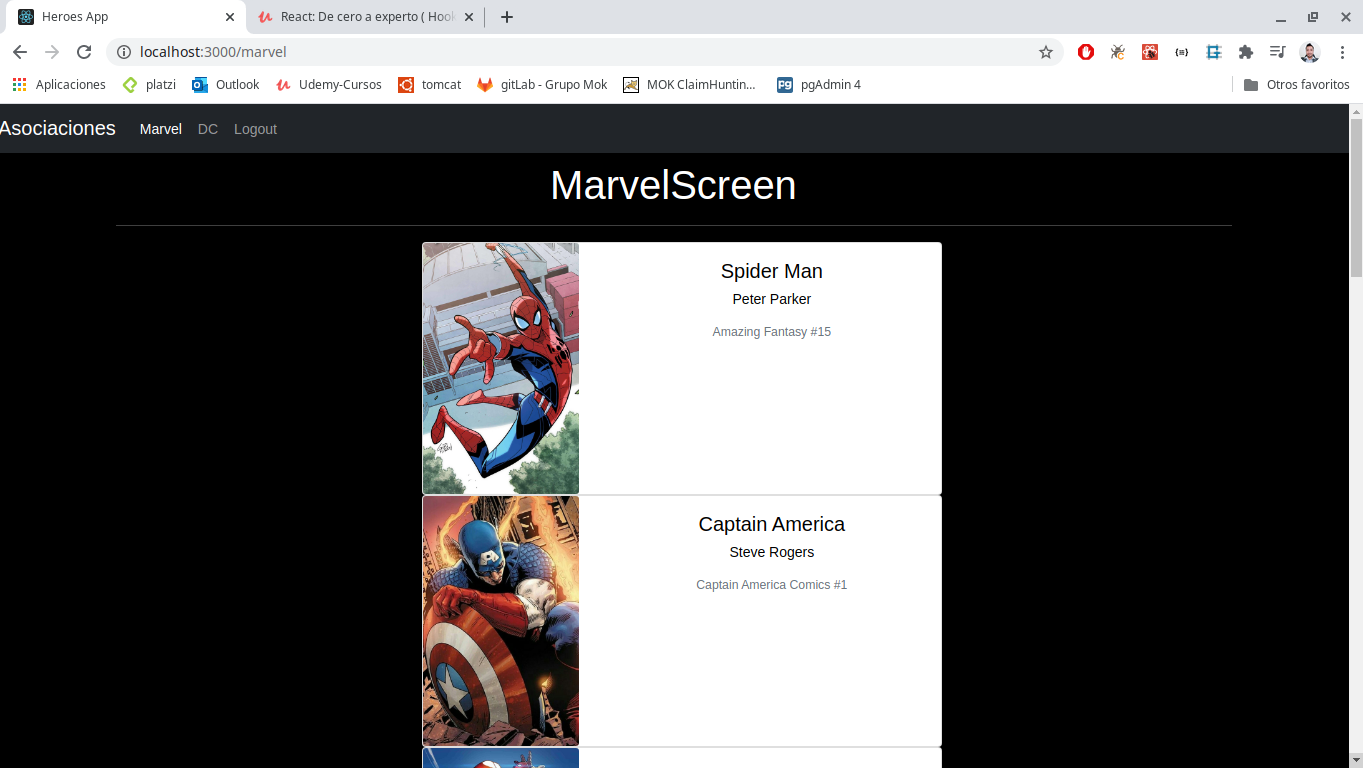 Heroes App
React: De cero a experto ( Hook
localhost:3000/marvel
Aplicaciones platzi Outlook Udemy-Cursos tomcat gitLab - Grupo Mok MOK ClaimHuntin... pgAdmin 4 Otros favoritos
Asociaciones Marvel DC Logout
MarvelScreen
Spider Man
Peter Parker
Amazing Fantasy #15
Captain America
Steve Rogers
Captain America Comics #1